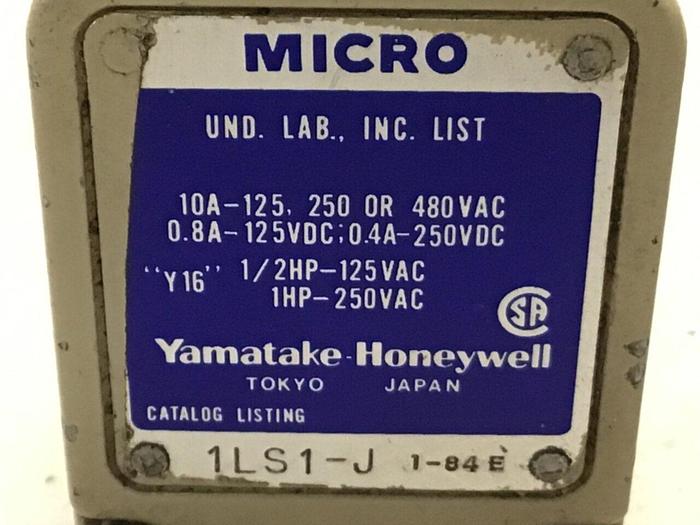 MICRO
UND. LAB., INC. LIST
10A-125, 250 OR 480VAC
0.8A-125VDC; 0.4A-250VDC
"Y16" 1/2HP-125VAC
1HP-250VAC
SA
Yamatake-Honeywell
TOKYO JAPAN
CATALOG LISTING
1LS1-J 1-84E